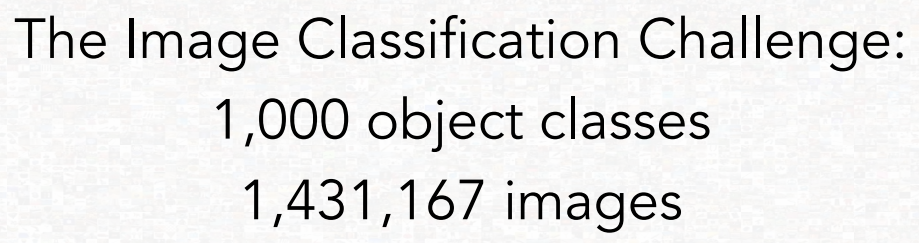 The Image Classification Challenge:
1,000 object classes
1,431,167 images